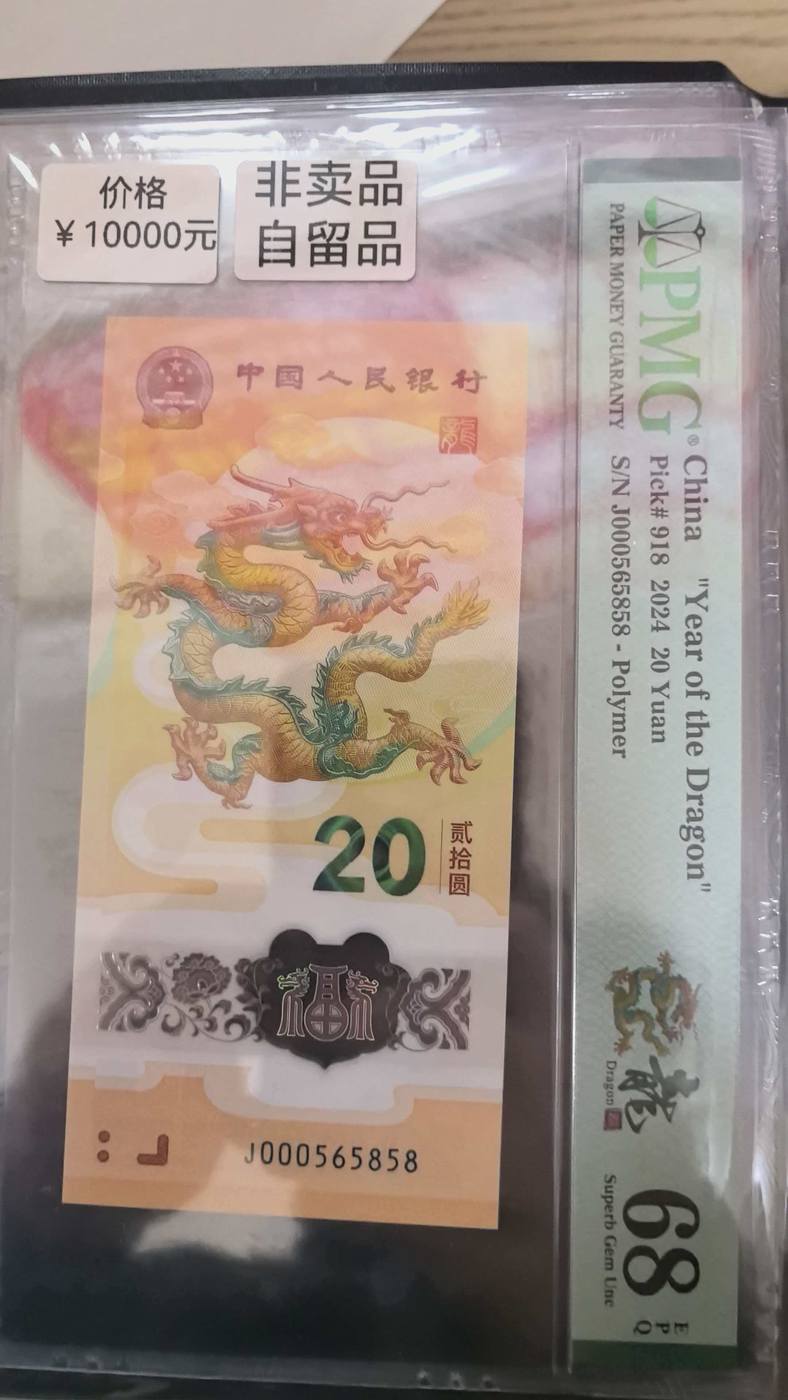 价格
￥10000元
非卖品
自留品
中国人民银行
20
贰拾圆
福
J000565858
PMG®
PAPER MONEY GUARANTY
China "Year of the Dragon"
Pick# 918 2024 20 Yuan
S/N J000565858 - Polymer
龍
Dragon
68
EPQ
Superb Gem Unc